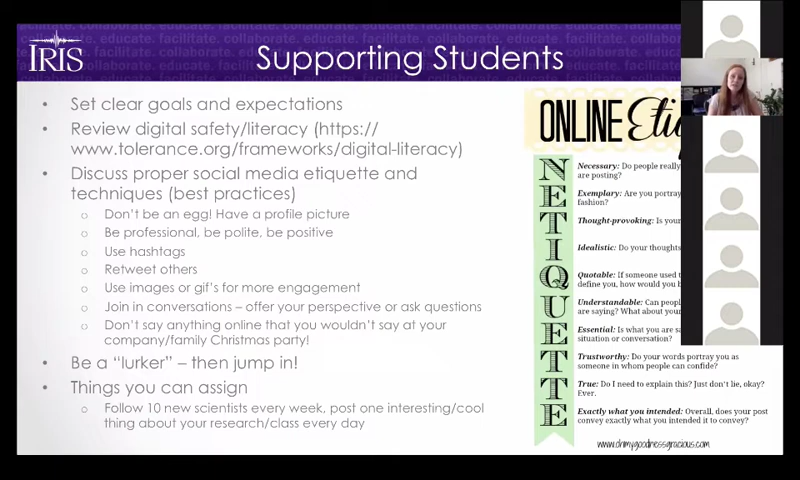 IRIS
Supporting Students
• Set clear goals and expectations
• Review digital safety/literacy (https://
www.tolerance.org/frameworks/digital-literacy)
• Discuss proper social media etiquette and
techniques (best practices)
o Don't be an egg! Have a profile picture
o Be professional, be polite, be positive
o Use hashtags
o Retweet others
o Use images or gif's for more engagement
o Join in conversations – offer your perspective or ask questions
o Don't say anything online that you wouldn't say at your
company/family Christmas party!
• Be a "lurker" – then jump in!
• Things you can assign
o Follow 10 new scientists every week, post one interesting/cool
thing about your research/class every day
ONLINE
NETIQUETTE
Necessary: Do people really
are posting?
Exemplary: Are you portray
fashion?
Thought-provoking: Is your
Idealistic: Do your thoughts
Quotable: If someone used
define you, how would you
Understandable: Can people
are saying? What about your
Essential: Is what you are
situation or conversation?
Trustworthy: Do your words portray you as
someone in whom people can confide?
True: Do I need to explain this? Just don't lie, okay?
Ever.
Exactly what you intended: Overall, does your post
convey exactly what you intended it to convey?
www.ohmygoodnessgracious.com